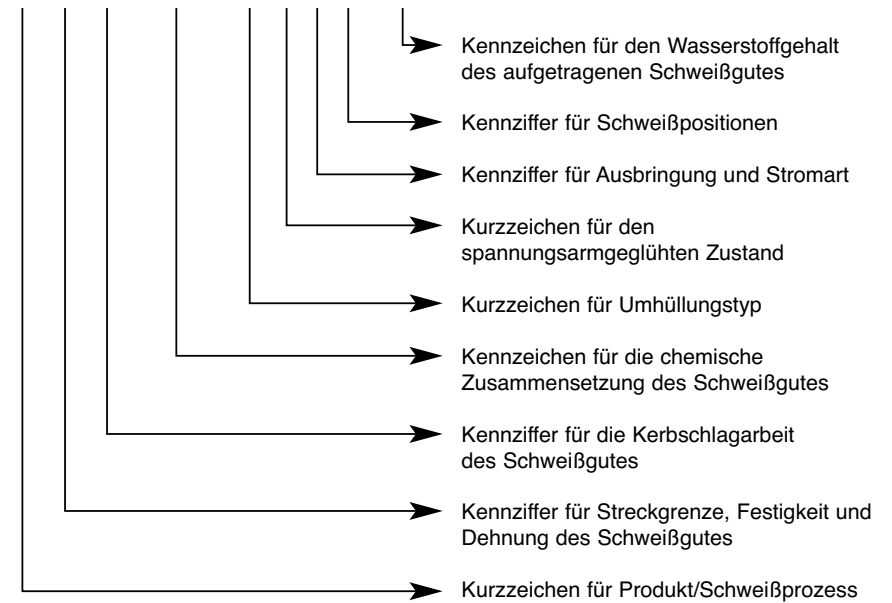 Kennzeichen für den Wasserstoffgehalt
des aufgetragenen Schweißgutes
Kennziffer für Schweißpositionen
Kennziffer für Ausbringung und Stromart
Kurzzeichen für den
spannungsarmgeglühten Zustand
Kurzzeichen für Umhüllungstyp
Kennzeichen für die chemische
Zusammensetzung des Schweißgutes
Kennziffer für die Kerbschlagarbeit
des Schweißgutes
Kennziffer für Streckgrenze, Festigkeit und
Dehnung des Schweißgutes
Kurzzeichen für Produkt/Schweißprozess